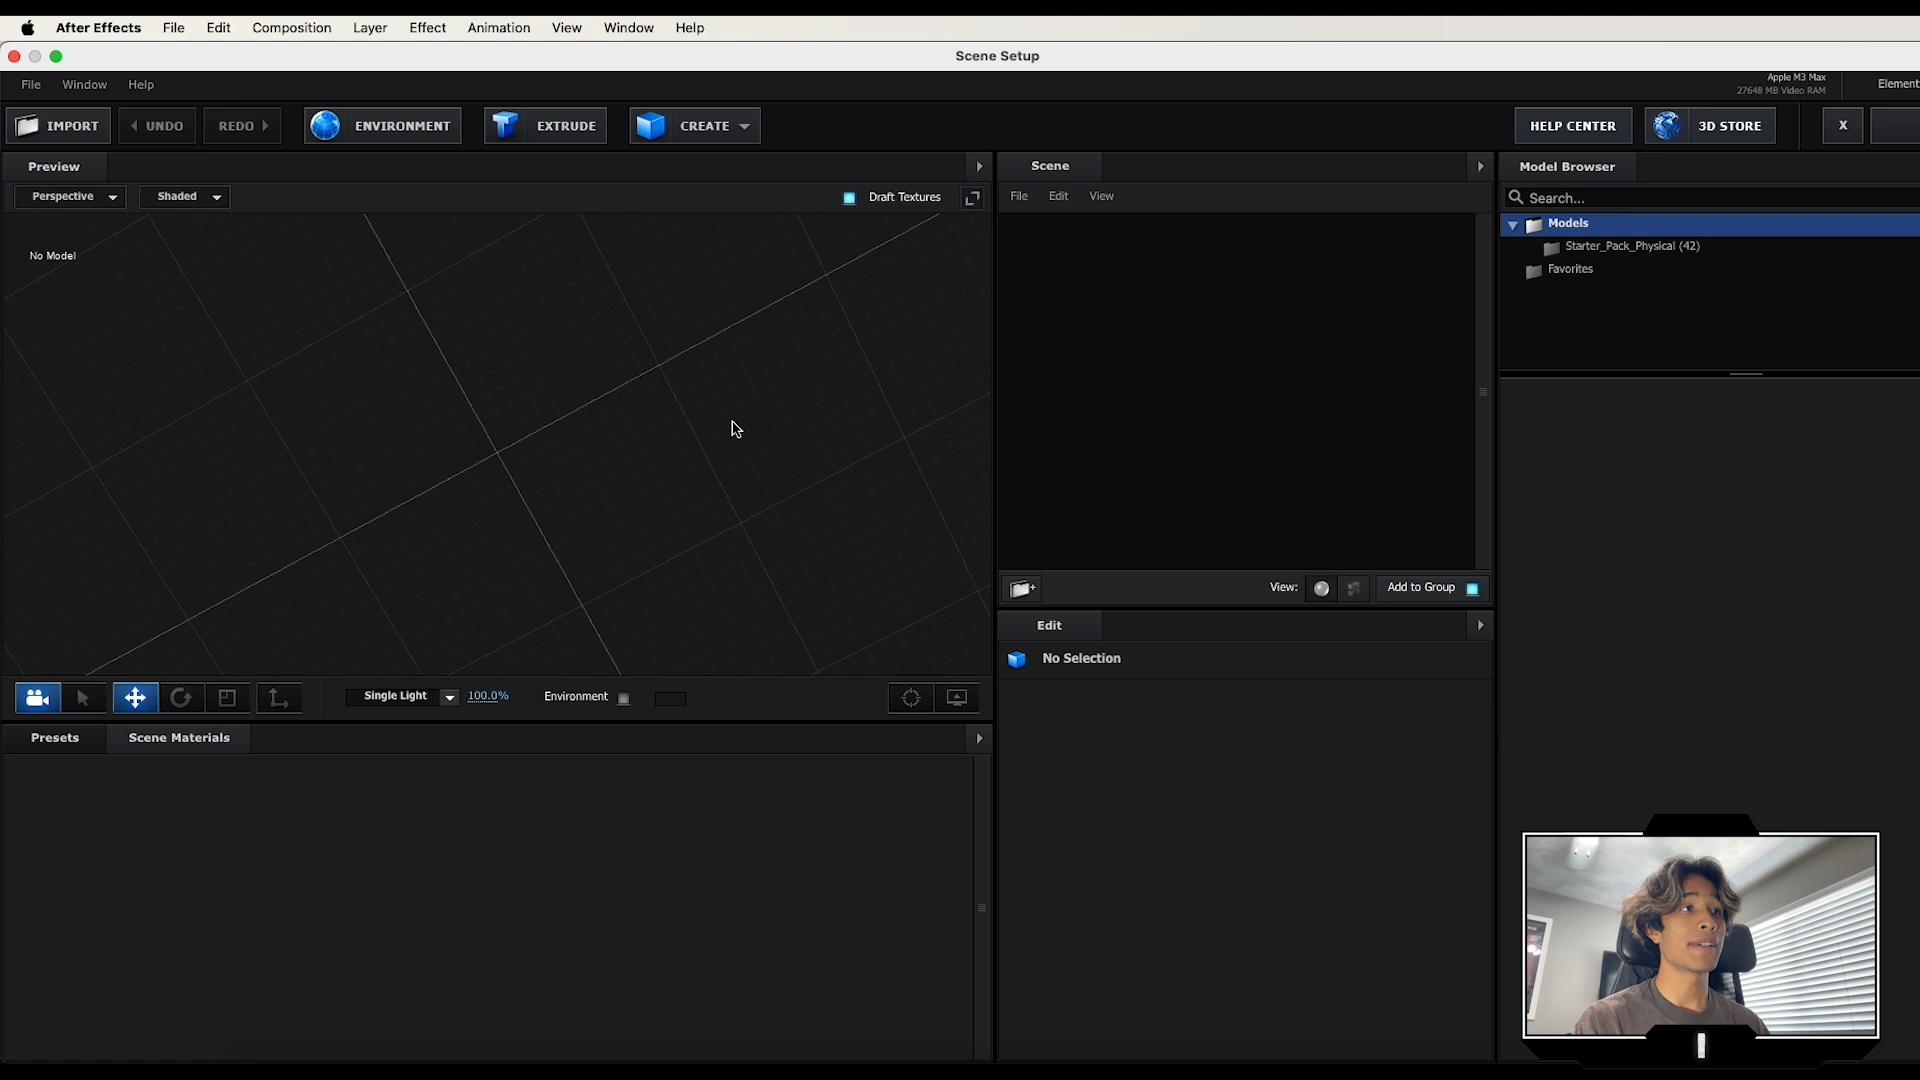 After Effects File Edit Composition Layer Effect Animation View Window Help
Scene Setup
File Window Help
Apple M3 Max
27648 MB Video RAM
Element
IMPORT UNDO REDO ENVIRONMENT EXTRUDE CREATE HELP CENTER 3D STORE X
Preview
Perspective Shaded Draft Textures
No Model
Scene
File Edit View
Model Browser
Search...
Models
Starter_Pack_Physical (42)
Favorites
View: Add to Group
Edit
No Selection
Single Light 100.0% Environment
Presets Scene Materials